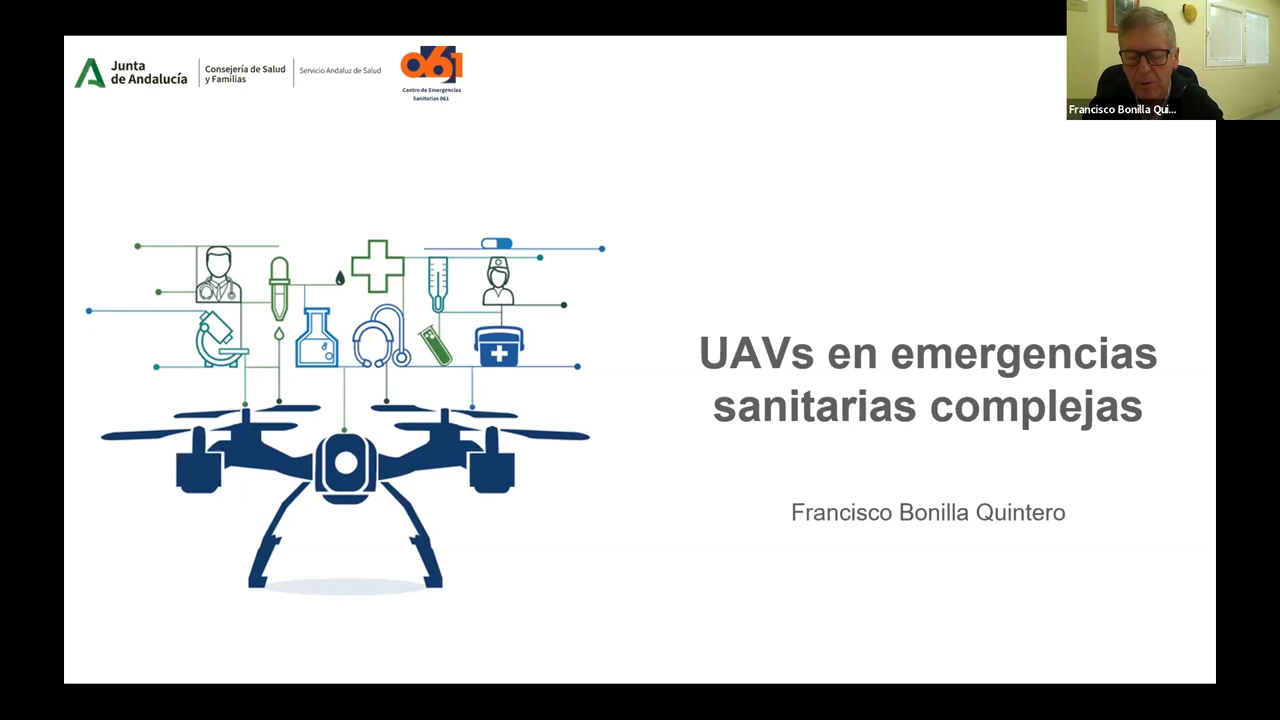 Junta
de Andalucía
Consejería de Salud
y Familias
Servicio Andaluz de Salud
061
Centro de Emergencias
Sanitarias 061
Francisco Bonilla Qui...
UAVs en emergencias
sanitarias complejas
Francisco Bonilla Quintero